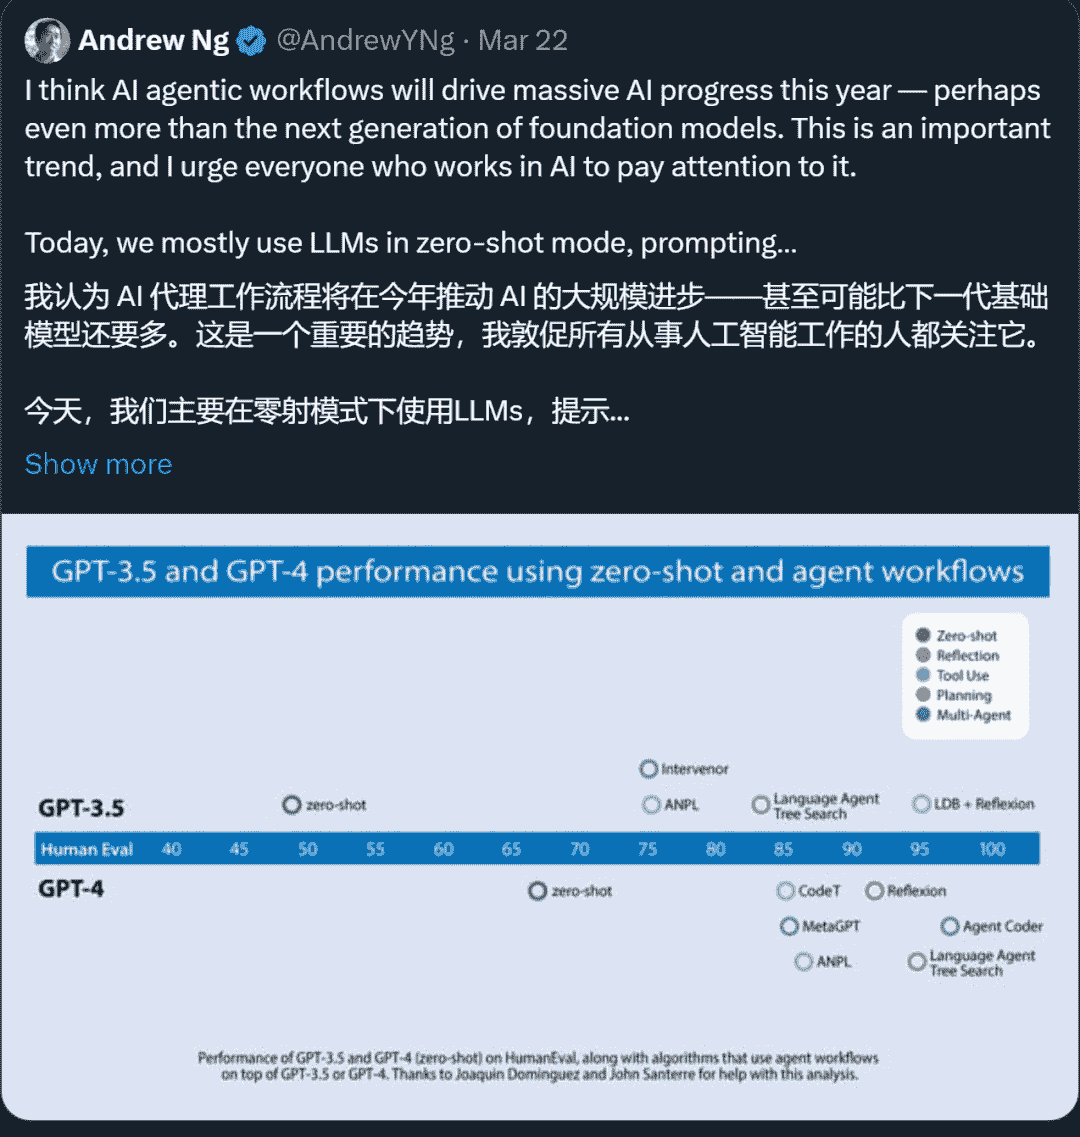 Andrew Ng @AndrewYNg · Mar 22
I think AI agentic workflows will drive massive AI progress this year — perhaps
even more than the next generation of foundation models. This is an important
trend, and I urge everyone who works in AI to pay attention to it.
Today, we mostly use LLMs in zero-shot mode, prompting...
我认为 AI 代理工作流程将在今年推动 AI 的大规模进步——甚至可能比下一代基础
模型还要多。这是一个重要的趋势，我敦促所有从事人工智能工作的人都关注它。
今天，我们主要在零射模式下使用LLMs，提示...
Show more
GPT-3.5 and GPT-4 performance using zero-shot and agent workflows
Zero-shot
Reflection
Tool Use
Planning
Multi-Agent
Intervenor
GPT-3.5
zero-shot
ANPL
Language Agent
Tree Search
LDB + Reflexion
Human Eval 40 45 50 55 60 65 70 75 80 85 90 95 100
GPT-4
zero-shot
CodeT
Reflexion
MetaGPT
Agent Coder
ANPL
Language Agent
Tree Search
Performance of GPT-3.5 and GPT-4 (zero-shot) on HumanEval, along with algorithms that use agent workflows
on top of GPT-3.5 or GPT-4. Thanks to Joaquin Dominguez and John Santerre for help with this analysis.